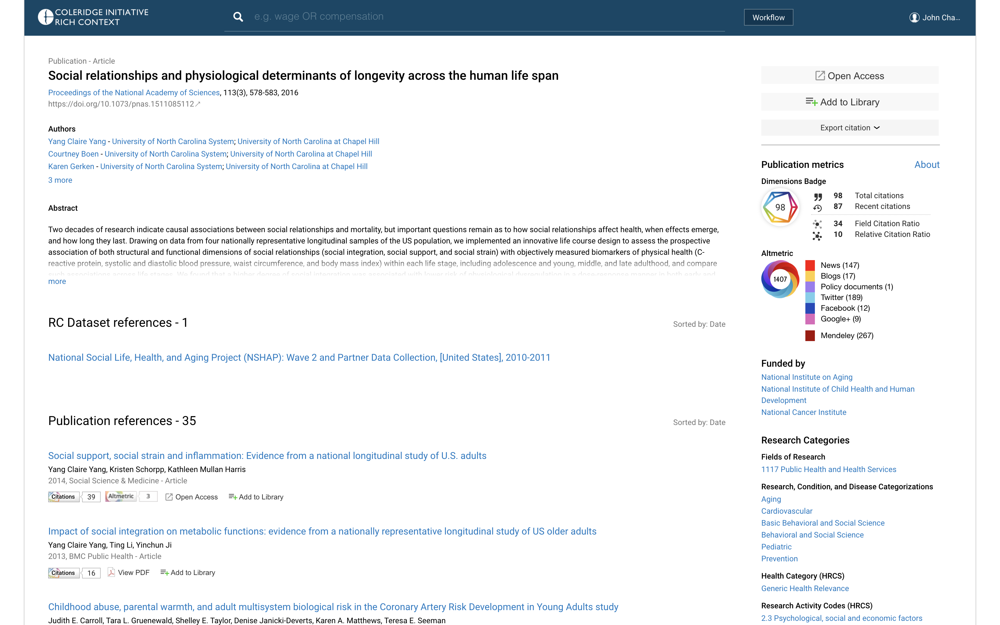 COLERIDGE INITIATIVE
RICH CONTEXT
e.g. wage OR compensation
Workflow
John Cha...
Publication - Article
Social relationships and physiological determinants of longevity across the human life span
Proceedings of the National Academy of Sciences, 113(3), 578-583, 2016
https://doi.org/10.1073/pnas.1511085112↗
Authors
Yang Claire Yang - University of North Carolina System; University of North Carolina at Chapel Hill
Courtney Boen - University of North Carolina System; University of North Carolina at Chapel Hill
Karen Gerken - University of North Carolina System; University of North Carolina at Chapel Hill
3 more
Abstract
Two decades of research indicate causal associations between social relationships and mortality, but important questions remain as to how social relationships affect health, when effects emerge,
and how long they last. Drawing on data from four nationally representative longitudinal samples of the US population, we implemented an innovative life course design to assess the prospective
association of both structural and functional dimensions of social relationships (social integration, social support, and social strain) with objectively measured biomarkers of physical health (C-
reactive protein, systolic and diastolic blood pressure, waist circumference, and body mass index) within each life stage, including adolescence and young, middle, and late adulthood, and compare
such associations across life stages. We found that a higher degree of social integration was associated with lower risk of physiological dysregulation in a dose-response manner in both early and
more
RC Dataset references - 1
Sorted by: Date
National Social Life, Health, and Aging Project (NSHAP): Wave 2 and Partner Data Collection, [United States], 2010-2011
Publication references - 35
Sorted by: Date
Social support, social strain and inflammation: Evidence from a national longitudinal study of U.S. adults
Yang Claire Yang, Kristen Schorpp, Kathleen Mullan Harris
2014, Social Science & Medicine - Article
Citations 39 Altmetric 3 Open Access Add to Library
Impact of social integration on metabolic functions: evidence from a nationally representative longitudinal study of US older adults
Yang Claire Yang, Ting Li, Yinchun Ji
2013, BMC Public Health - Article
Citations 16 View PDF Add to Library
Childhood abuse, parental warmth, and adult multisystem biological risk in the Coronary Artery Risk Development in Young Adults study
Judith E. Carroll, Tara L. Gruenewald, Shelley E. Taylor, Denise Janicki-Deverts, Karen A. Matthews, Teresa E. Seeman
Open Access
Add to Library
Export citation
Publication metrics
About
Dimensions Badge
98
98 Total citations
87 Recent citations
34 Field Citation Ratio
10 Relative Citation Ratio
Altmetric
1407
News (147)
Blogs (17)
Policy documents (1)
Twitter (189)
Facebook (12)
Google+ (9)
Mendeley (267)
Funded by
National Institute on Aging
National Institute of Child Health and Human
Development
National Cancer Institute
Research Categories
Fields of Research
1117 Public Health and Health Services
Research, Condition, and Disease Categorizations
Aging
Cardiovascular
Basic Behavioral and Social Science
Behavioral and Social Science
Pediatric
Prevention
Health Category (HRCS)
Generic Health Relevance
Research Activity Codes (HRCS)
2.3 Psychological, social and economic factors